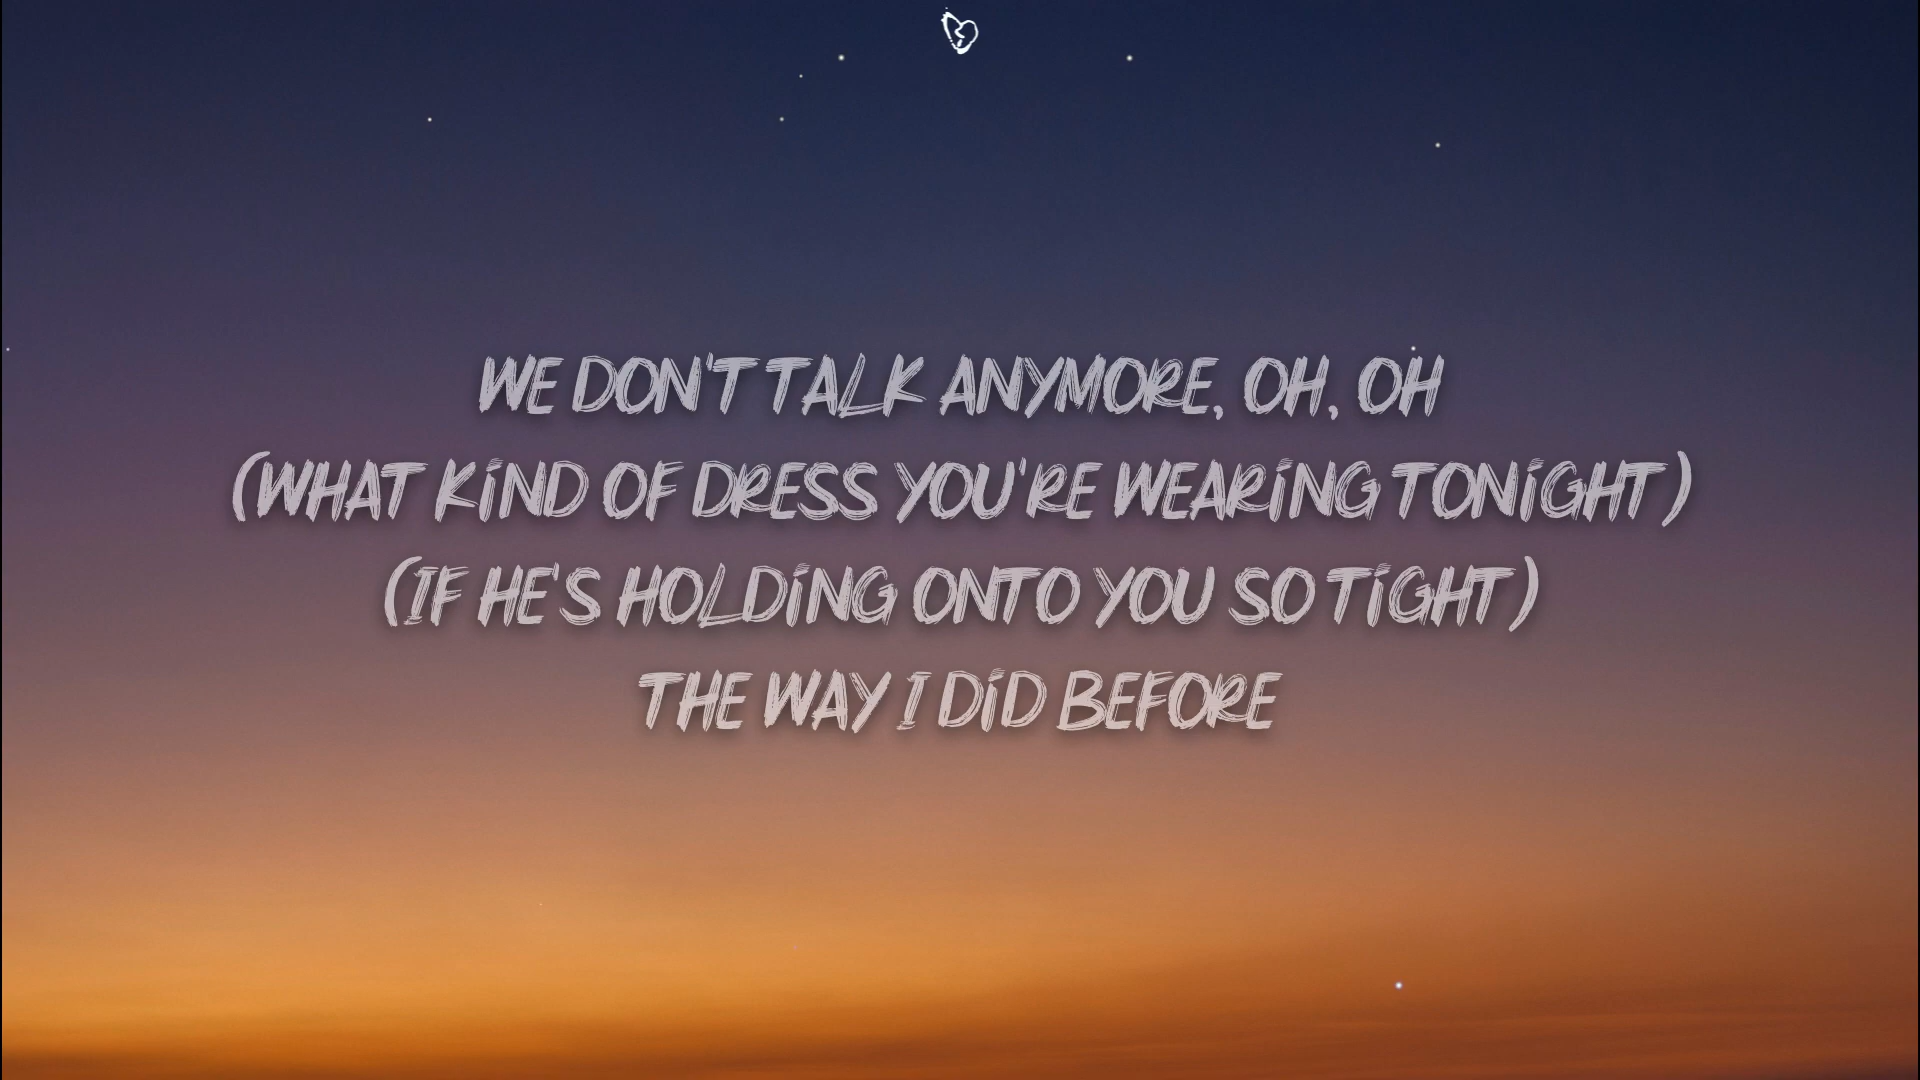 WE DON'T TALK ANYMORE, OH, OH
(WHAT KIND OF DRESS YOU'RE WEARING TONIGHT)
(IF HE'S HOLDING ONTO YOU SO TIGHT)
THE WAY I DID BEFORE